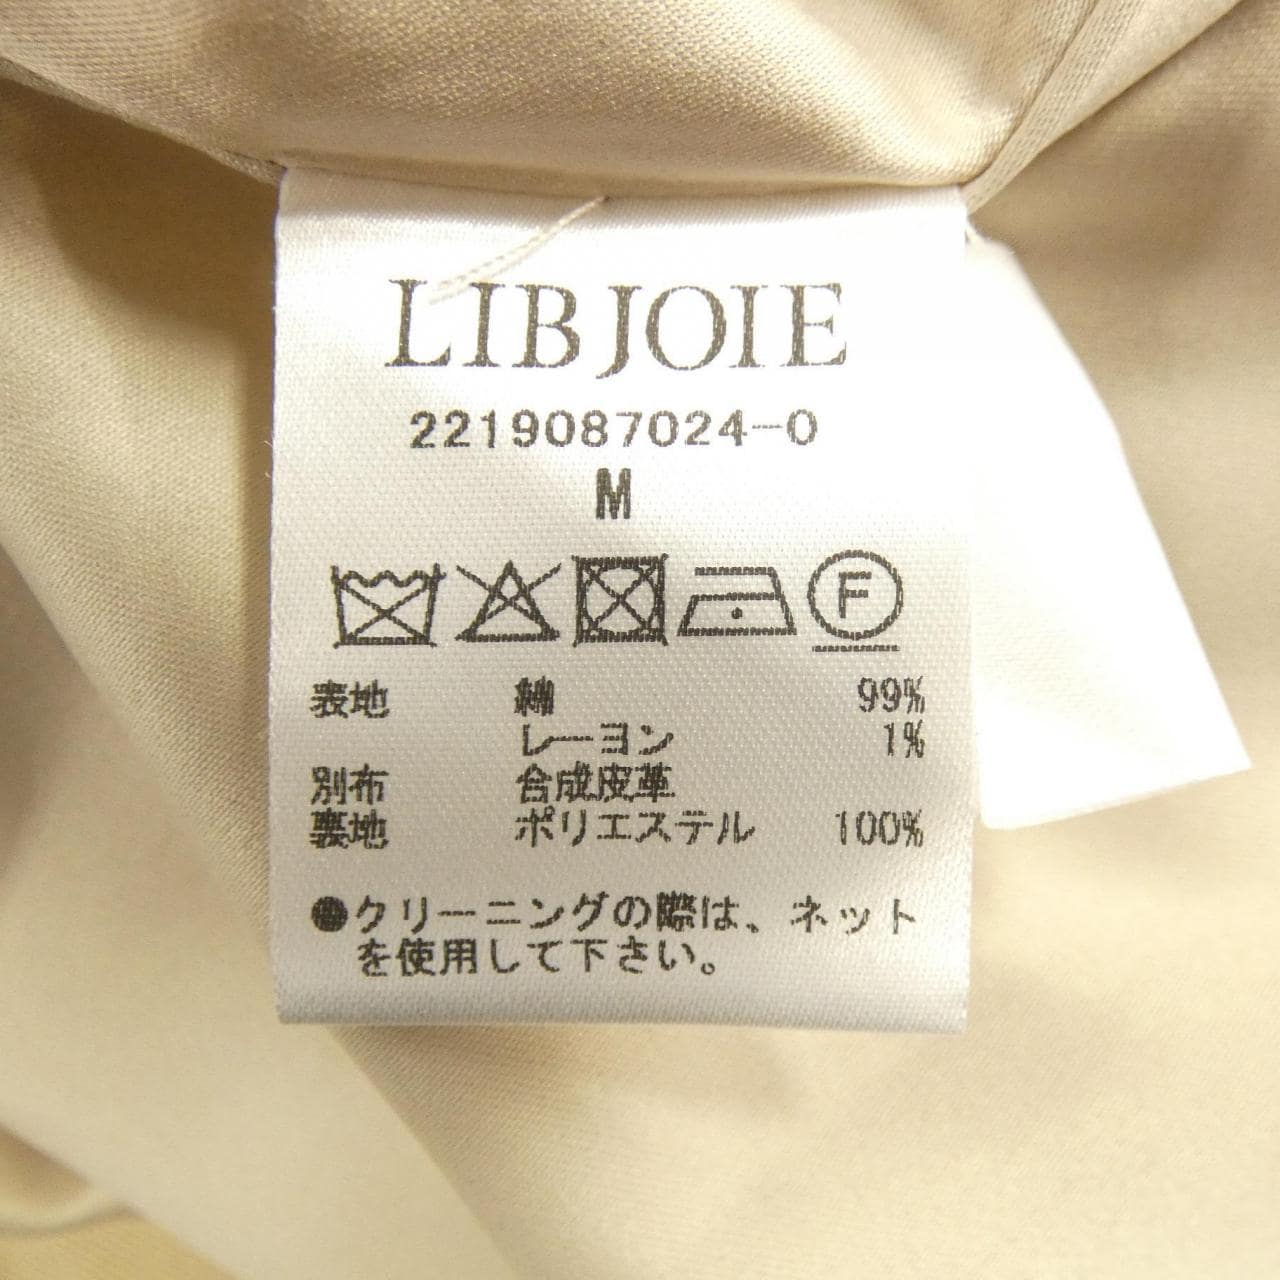 LIB JOIE
2219087024-0
M
F
表地 綿 99%
レーヨン 1%
別布 合成皮革
裏地 ポリエステル 100%
●クリーニングの際は、ネット
を使用して下さい。